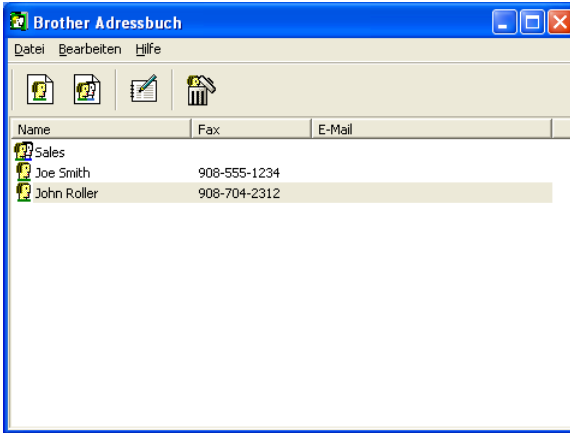 Brother Adressbuch
Datei Bearbeiten Hilfe
Name Fax E-Mail
Sales
Joe Smith 908-555-1234
John Roller 908-704-2312